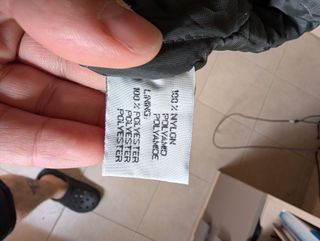 100 % NYLON
POLYAMID
POLYAMIDE
LINING:
100 % POLYESTER
POLYESTER
POLYESTER